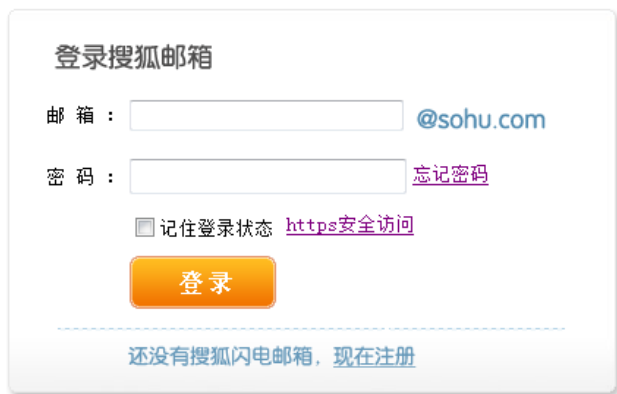 登录搜狐邮箱
邮 箱 : @sohu.com
密 码 : 忘记密码
记住登录状态 https安全访问
登录
还没有搜狐闪电邮箱，现在注册